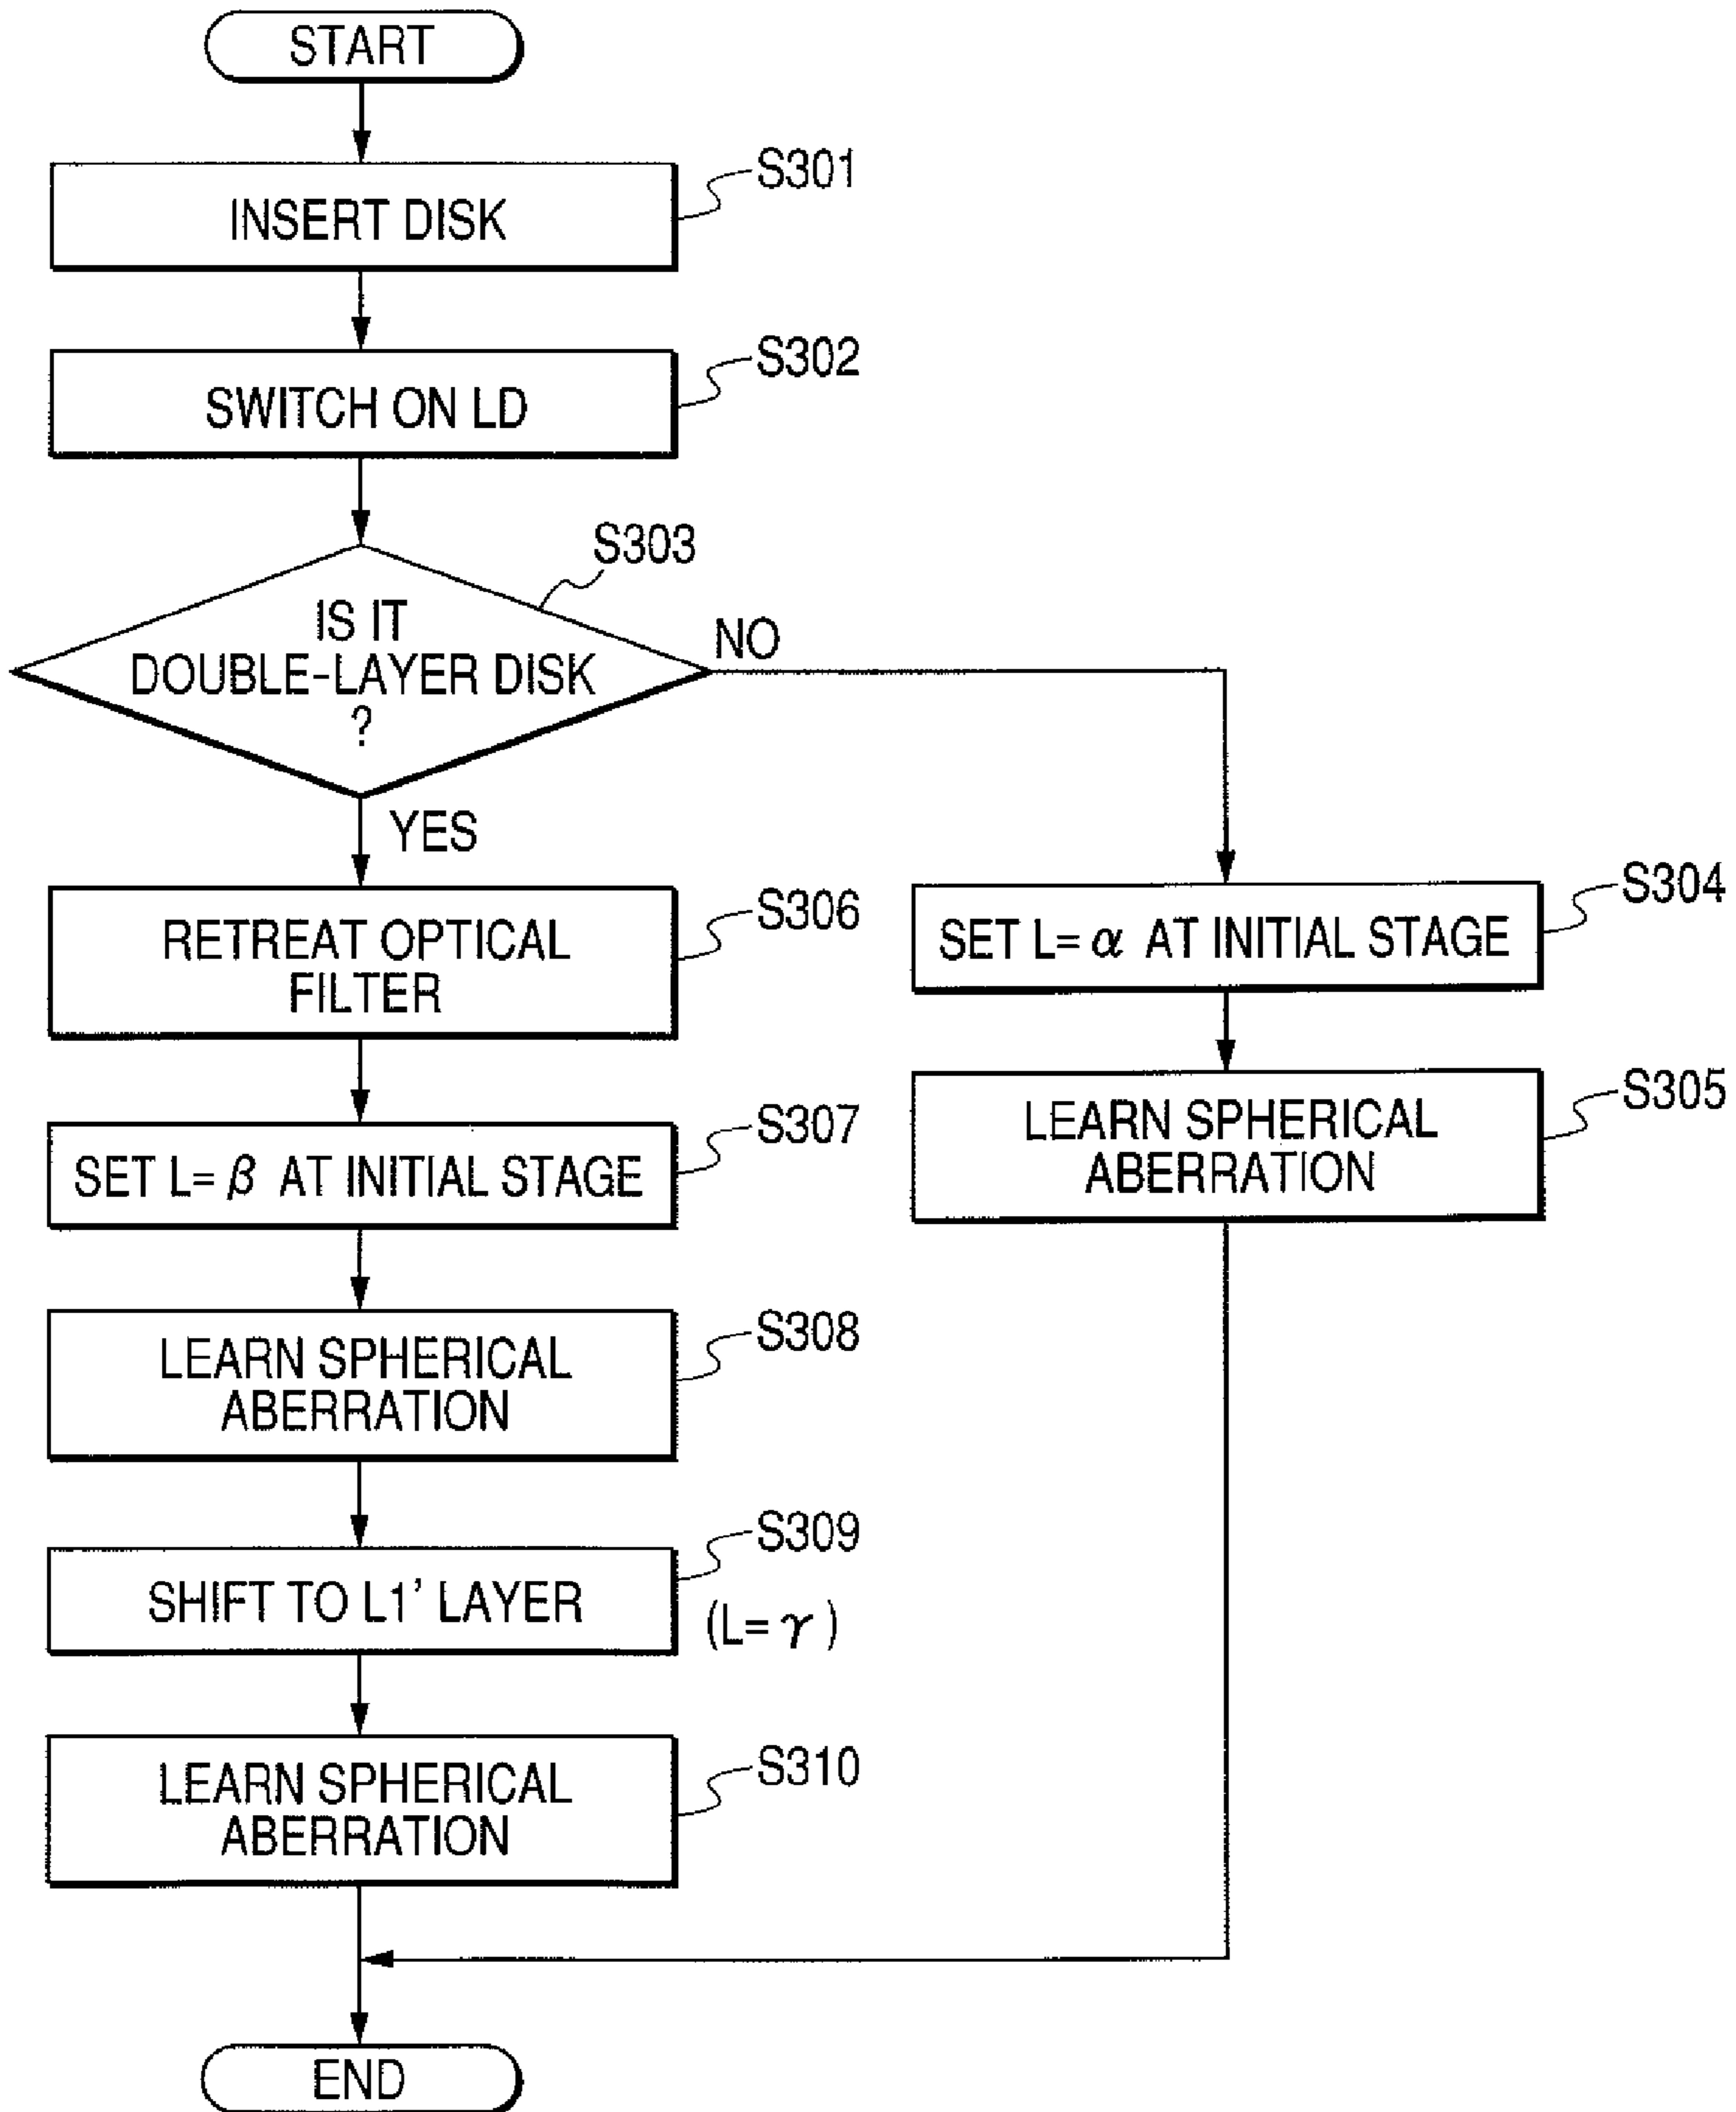 START
S301
INSERT DISK
S302
SWITCH ON LD
S303
IS IT
DOUBLE-LAYER DISK
?
NO
YES
S306
RETREAT OPTICAL
FILTER
S304
SET L=α AT INITIAL STAGE
S307
SET L=β AT INITIAL STAGE
S305
LEARN SPHERICAL
ABERRATION
S308
LEARN SPHERICAL
ABERRATION
S309
SHIFT TO L1' LAYER
(L=γ)
S310
LEARN SPHERICAL
ABERRATION
END